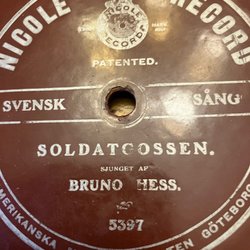 NICOLE RECORD
NICOLE
RECORD
PATENTED.
SVENSK SÅNG
SOLDATGOSSEN.
SJUNGET AF
BRUNO HESS.
5397
AMERIKANSKA
GÖTEBORG